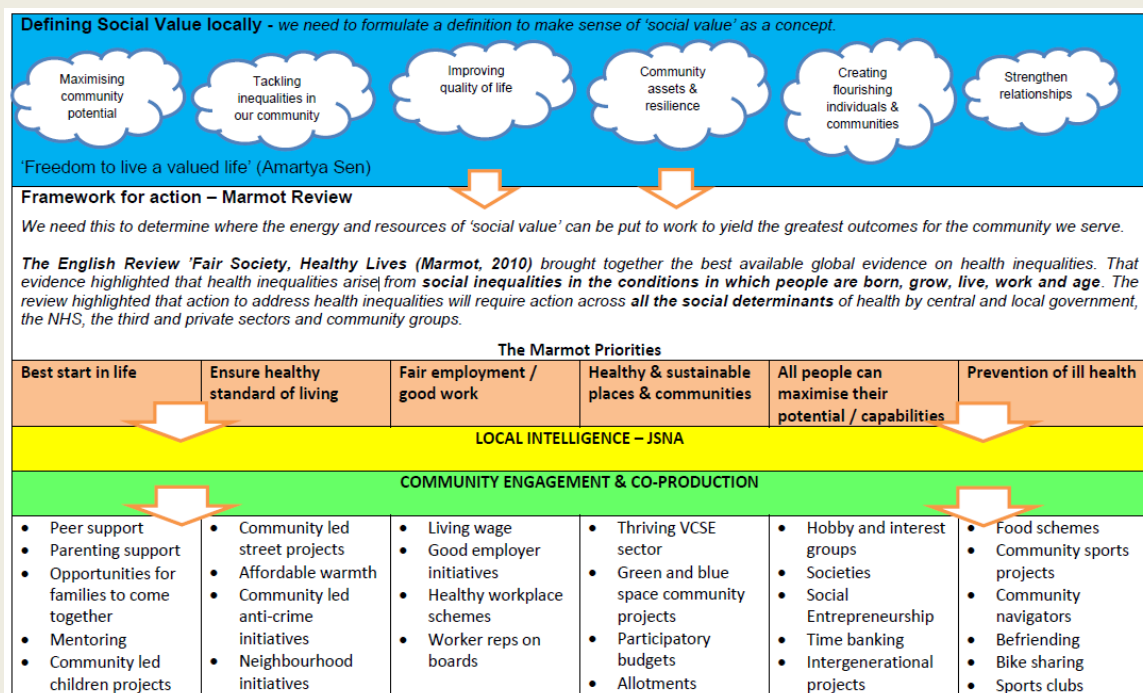 Defining Social Value locally - we need to formulate a definition to make sense of ‘social value’ as a concept.
Maximising
community
potential
Tackling
inequalities in
our community
Improving
quality of life
Community
assets &
resilience
Creating
flourishing
individuals &
communities
Strengthen
relationships
‘Freedom to live a valued life’ (Amartya Sen)
Framework for action – Marmot Review
We need this to determine where the energy and resources of ‘social value’ can be put to work to yield the greatest outcomes for the community we serve.
The English Review ’Fair Society, Healthy Lives (Marmot, 2010) brought together the best available global evidence on health inequalities. That
evidence highlighted that health inequalities arise from social inequalities in the conditions in which people are born, grow, live, work and age. The
review highlighted that action to address health inequalities will require action across all the social determinants of health by central and local government,
the NHS, the third and private sectors and community groups.
The Marmot Priorities
Best start in life
Ensure healthy
standard of living
Fair employment /
good work
Healthy & sustainable
places & communities
All people can
maximise their
potential / capabilities
Prevention of ill health
LOCAL INTELLIGENCE – JSNA
COMMUNITY ENGAGEMENT & CO-PRODUCTION
• Peer support
• Parenting support
• Opportunities for
families to come
together
• Mentoring
• Community led
children projects
• Community led
street projects
• Affordable warmth
• Community led
anti-crime
initiatives
• Neighbourhood
initiatives
• Living wage
• Good employer
initiatives
• Healthy workplace
schemes
• Worker reps on
boards
• Thriving VCSE
sector
• Green and blue
space community
projects
• Participatory
budgets
• Allotments
• Hobby and interest
groups
• Societies
• Social
Entrepreneurship
• Time banking
• Intergenerational
projects
• Food schemes
• Community sports
projects
• Community
navigators
• Befriending
• Bike sharing
• Sports clubs